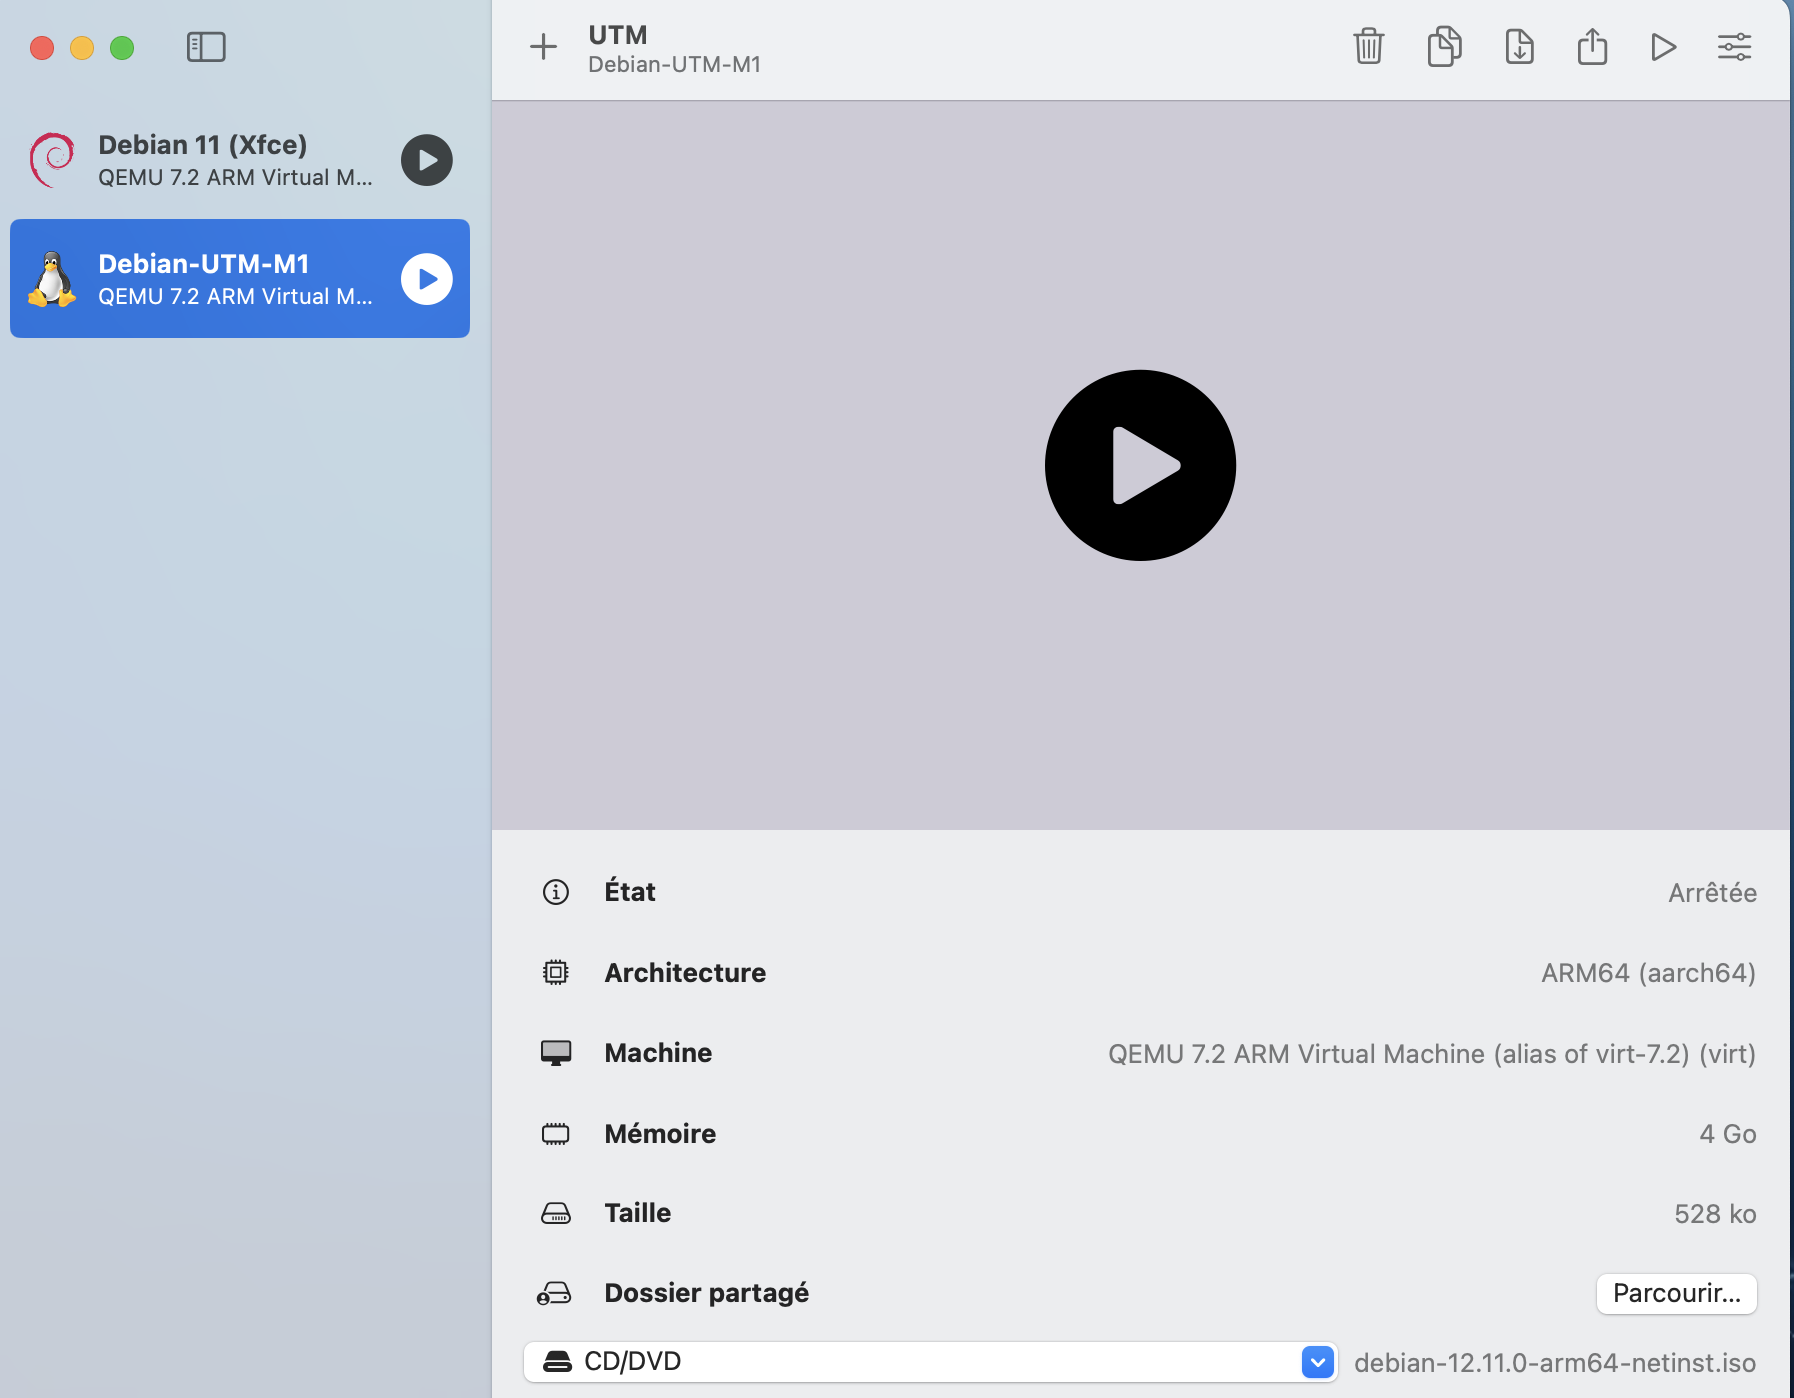 UTM
Debian-UTM-M1
Debian 11 (Xfce)
QEMU 7.2 ARM Virtual M...
Debian-UTM-M1
QEMU 7.2 ARM Virtual M...
État Arrêtée
Architecture ARM64 (aarch64)
Machine QEMU 7.2 ARM Virtual Machine (alias of virt-7.2) (virt)
Mémoire 4 Go
Taille 528 ko
Dossier partagé Parcourir...
CD/DVD debian-12.11.0-arm64-netinst.iso